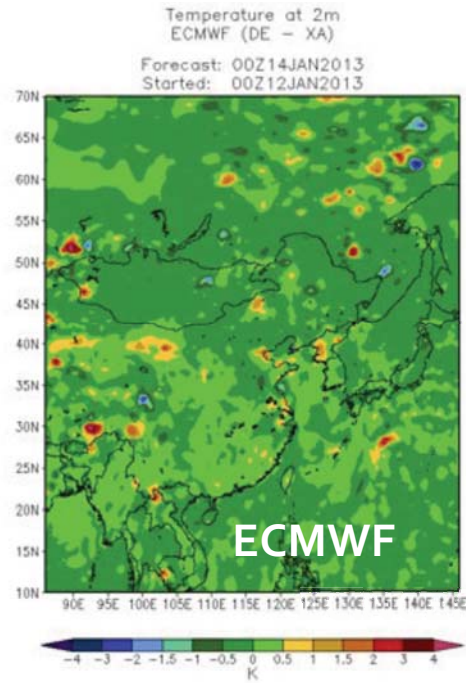 Temperature at 2m
ECMWF (DE - XA)
Forecast: 00Z14JAN2013
Started: 00Z12JAN2013
70N
65N
60N
55N
50N
45N
40N
35N
30N
25N
20N
15N
10N
ECMWF
90E 95E 100E 105E 110E 115E 120E 125E 130E 135E 140E 145E
-4 -3 -2 -1.5 -1 -0.5 0 0.5 1 1.5 2 3 4
K